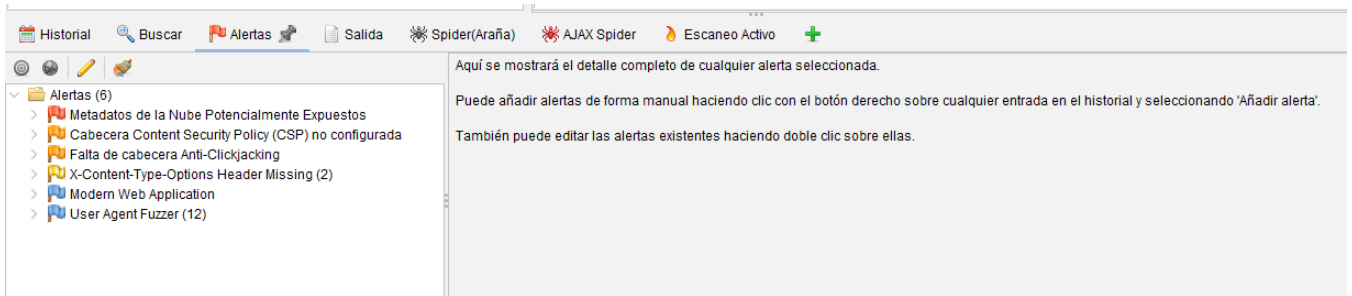 Historial Buscar Alertas Salida Spider(Araña) AJAX Spider Escaneo Activo
Alertas (6)
Metadatos de la Nube Potencialmente Expuestos
Cabecera Content Security Policy (CSP) no configurada
Falta de cabecera Anti-Clickjacking
X-Content-Type-Options Header Missing (2)
Modern Web Application
User Agent Fuzzer (12)
Aquí se mostrará el detalle completo de cualquier alerta seleccionada.
Puede añadir alertas de forma manual haciendo clic con el botón derecho sobre cualquier entrada en el historial y seleccionando 'Añadir alerta'.
También puede editar las alertas existentes haciendo doble clic sobre ellas.